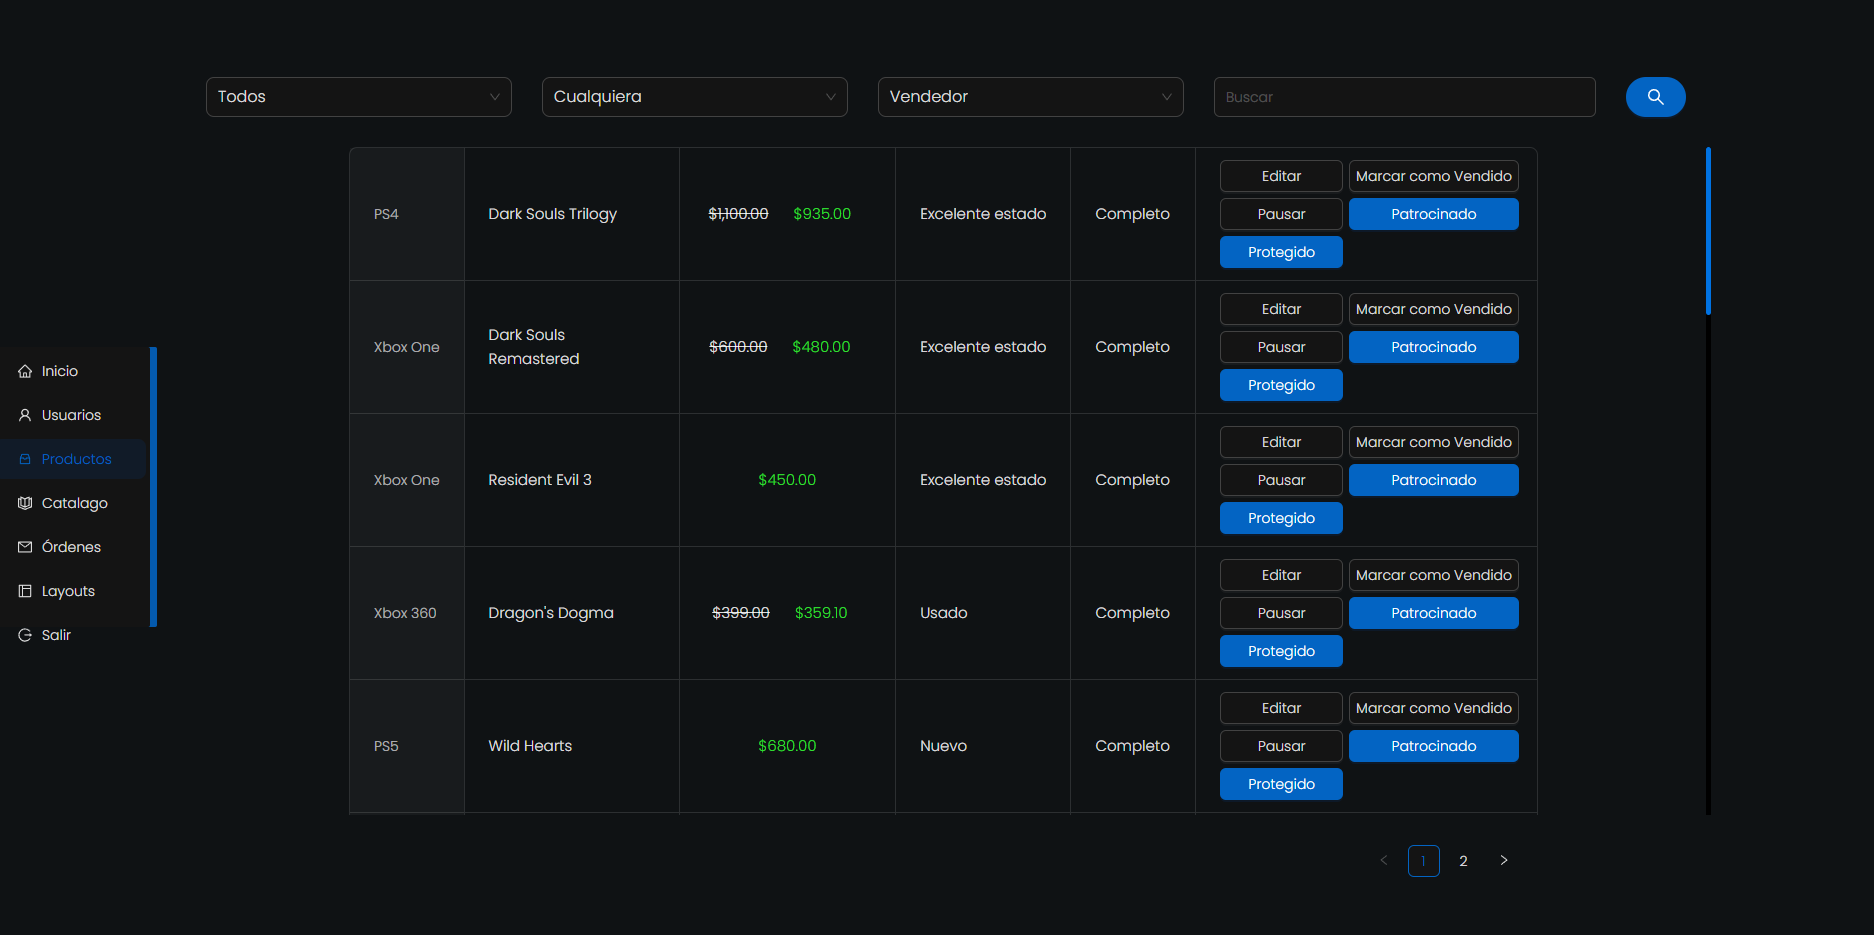 Todos
Cualquiera
Vendedor
Buscar
Inicio
Usuarios
Productos
Catalago
Órdenes
Layouts
Salir
PS4
Dark Souls Trilogy
$1,100.00 $935.00
Excelente estado
Completo
Editar
Marcar como Vendido
Pausar
Patrocinado
Protegido
Xbox One
Dark Souls
Remastered
$600.00 $480.00
Excelente estado
Completo
Editar
Marcar como Vendido
Pausar
Patrocinado
Protegido
Xbox One
Resident Evil 3
$450.00
Excelente estado
Completo
Editar
Marcar como Vendido
Pausar
Patrocinado
Protegido
Xbox 360
Dragon's Dogma
$399.00 $359.10
Usado
Completo
Editar
Marcar como Vendido
Pausar
Patrocinado
Protegido
PS5
Wild Hearts
$680.00
Nuevo
Completo
Editar
Marcar como Vendido
Pausar
Patrocinado
Protegido
1 2